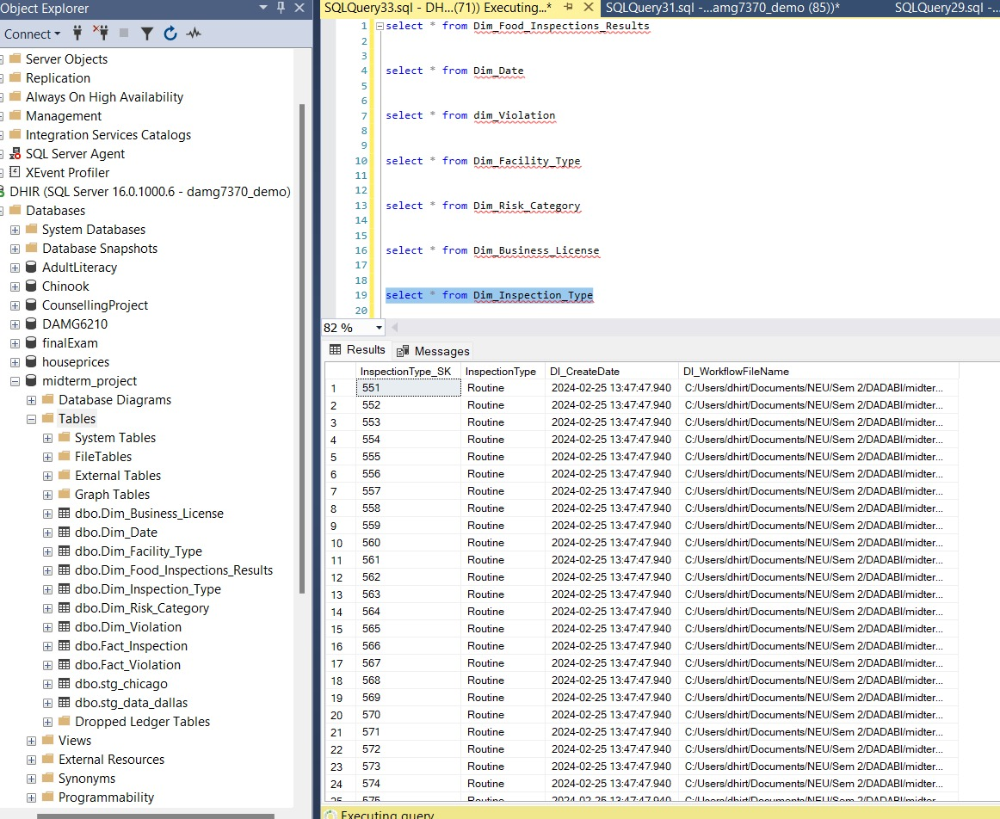 Object Explorer
Connect
Server Objects
Replication
Always On High Availability
Management
Integration Services Catalogs
SQL Server Agent
XEvent Profiler
DHIR (SQL Server 16.0.1000.6 - damg7370_demo)
Databases
System Databases
Database Snapshots
AdultLiteracy
Chinook
CounsellingProject
DAMG6210
finalExam
houseprices
midterm_project
Database Diagrams
Tables
System Tables
FileTables
External Tables
Graph Tables
dbo.Dim_Business_License
dbo.Dim_Date
dbo.Dim_Facility_Type
dbo.Dim_Food_Inspections_Results
dbo.Dim_Inspection_Type
dbo.Dim_Risk_Category
dbo.Dim_Violation
dbo.Fact_Inspection
dbo.Fact_Violation
dbo.stg_chicago
dbo.stg_data_dallas
Dropped Ledger Tables
Views
External Resources
Synonyms
Programmability
SQLQuery33.sql - DH...(71)) Executing...* SQLQuery31.sql -...amg7370_demo (85))* SQLQuery29.sql -...
1 select * from Dim_Food_Inspections_Results
2
3
4 select * from Dim_Date
5
6
7 select * from dim_Violation
8
9
10 select * from Dim_Facility_Type
11
12
13 select * from Dim_Risk_Category
14
15
16 select * from Dim_Business_License
17
18
19 select * from Dim_Inspection_Type
20
82 %
Results Messages
InspectionType_SK InspectionType DI_CreateDate DI_WorkflowFileName
1 551 Routine 2024-02-25 13:47:47.940 C:/Users/dhirt/Documents/NEU/Sem 2/DADABI/midter...
2 552 Routine 2024-02-25 13:47:47.940 C:/Users/dhirt/Documents/NEU/Sem 2/DADABI/midter...
3 553 Routine 2024-02-25 13:47:47.940 C:/Users/dhirt/Documents/NEU/Sem 2/DADABI/midter...
4 554 Routine 2024-02-25 13:47:47.940 C:/Users/dhirt/Documents/NEU/Sem 2/DADABI/midter...
5 555 Routine 2024-02-25 13:47:47.940 C:/Users/dhirt/Documents/NEU/Sem 2/DADABI/midter...
6 556 Routine 2024-02-25 13:47:47.940 C:/Users/dhirt/Documents/NEU/Sem 2/DADABI/midter...
7 557 Routine 2024-02-25 13:47:47.940 C:/Users/dhirt/Documents/NEU/Sem 2/DADABI/midter...
8 558 Routine 2024-02-25 13:47:47.940 C:/Users/dhirt/Documents/NEU/Sem 2/DADABI/midter...
9 559 Routine 2024-02-25 13:47:47.940 C:/Users/dhirt/Documents/NEU/Sem 2/DADABI/midter...
10 560 Routine 2024-02-25 13:47:47.940 C:/Users/dhirt/Documents/NEU/Sem 2/DADABI/midter...
11 561 Routine 2024-02-25 13:47:47.940 C:/Users/dhirt/Documents/NEU/Sem 2/DADABI/midter...
12 562 Routine 2024-02-25 13:47:47.940 C:/Users/dhirt/Documents/NEU/Sem 2/DADABI/midter...
13 563 Routine 2024-02-25 13:47:47.940 C:/Users/dhirt/Documents/NEU/Sem 2/DADABI/midter...
14 564 Routine 2024-02-25 13:47:47.940 C:/Users/dhirt/Documents/NEU/Sem 2/DADABI/midter...
15 565 Routine 2024-02-25 13:47:47.940 C:/Users/dhirt/Documents/NEU/Sem 2/DADABI/midter...
16 566 Routine 2024-02-25 13:47:47.940 C:/Users/dhirt/Documents/NEU/Sem 2/DADABI/midter...
17 567 Routine 2024-02-25 13:47:47.940 C:/Users/dhirt/Documents/NEU/Sem 2/DADABI/midter...
18 568 Routine 2024-02-25 13:47:47.940 C:/Users/dhirt/Documents/NEU/Sem 2/DADABI/midter...
19 569 Routine 2024-02-25 13:47:47.940 C:/Users/dhirt/Documents/NEU/Sem 2/DADABI/midter...
20 570 Routine 2024-02-25 13:47:47.940 C:/Users/dhirt/Documents/NEU/Sem 2/DADABI/midter...
21 571 Routine 2024-02-25 13:47:47.940 C:/Users/dhirt/Documents/NEU/Sem 2/DADABI/midter...
22 572 Routine 2024-02-25 13:47:47.940 C:/Users/dhirt/Documents/NEU/Sem 2/DADABI/midter...
23 573 Routine 2024-02-25 13:47:47.940 C:/Users/dhirt/Documents/NEU/Sem 2/DADABI/midter...
24 574 Routine 2024-02-25 13:47:47.940 C:/Users/dhirt/Documents/NEU/Sem 2/DADABI/midter...
25 575 Routine 2024-02-25 13:47:47.940 C:/Users/dhirt/Documents/NEU/Sem 2/DADABI/midter...
Executing query